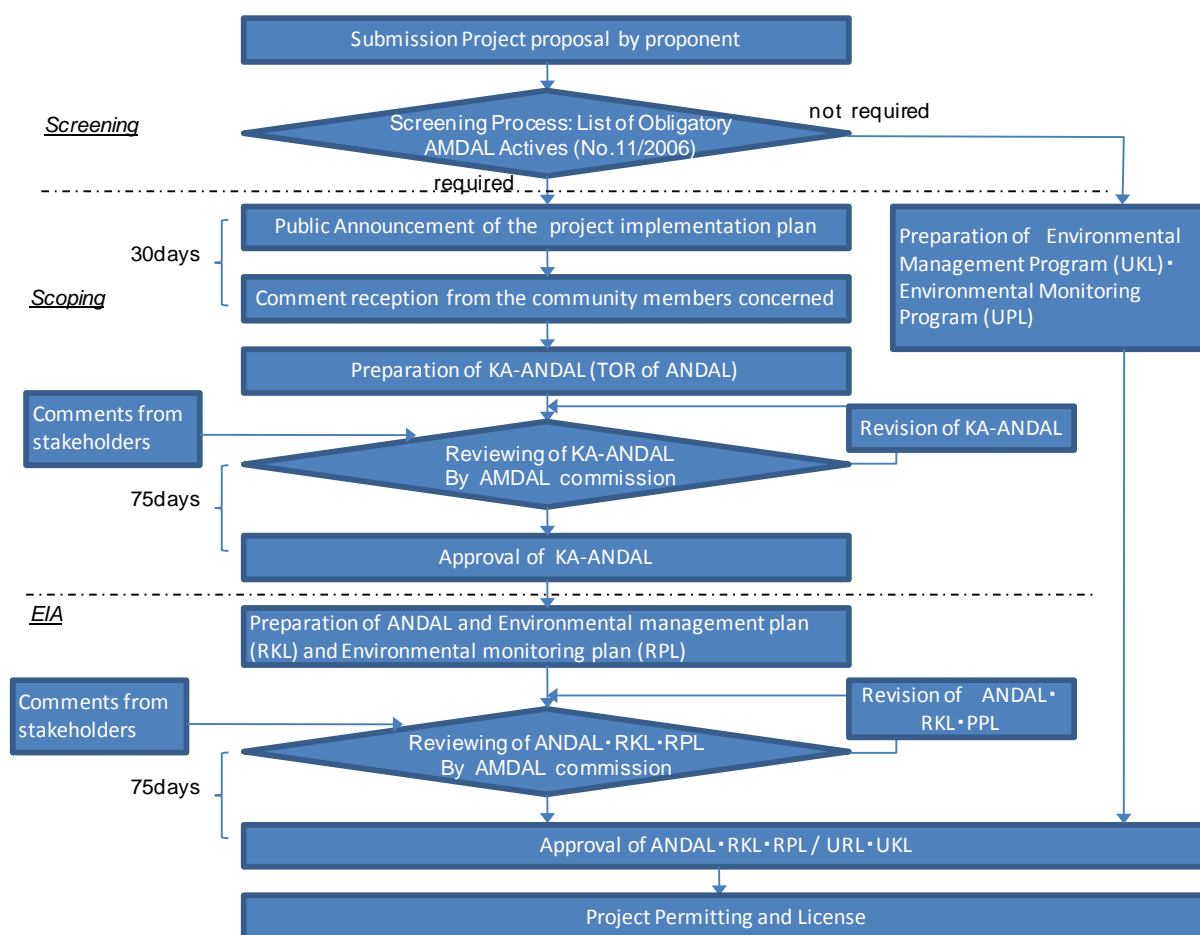 Submission Project proposal by proponent
Screening
not required
Screening Process: List of Obligatory
AMDAL Actives (No.11/2006)
required
Public Announcement of the project implementation plan
30days
Scoping
Comment reception from the community members concerned
Preparation of Environmental
Management Program (UKL)・
Environmental Monitoring
Program (UPL)
Preparation of KA-ANDAL (TOR of ANDAL)
Comments from
stakeholders
Revision of KA-ANDAL
Reviewing of KA-ANDAL
By AMDAL commission
75days
Approval of KA-ANDAL
EIA
Preparation of ANDAL and Environmental management plan
(RKL) and Environmental monitoring plan (RPL)
Comments from
stakeholders
Revision of ANDAL・
RKL・PPL
Reviewing of ANDAL・RKL・RPL
By AMDAL commission
75days
Approval of ANDAL・RKL・RPL / URL・UKL
Project Permitting and License